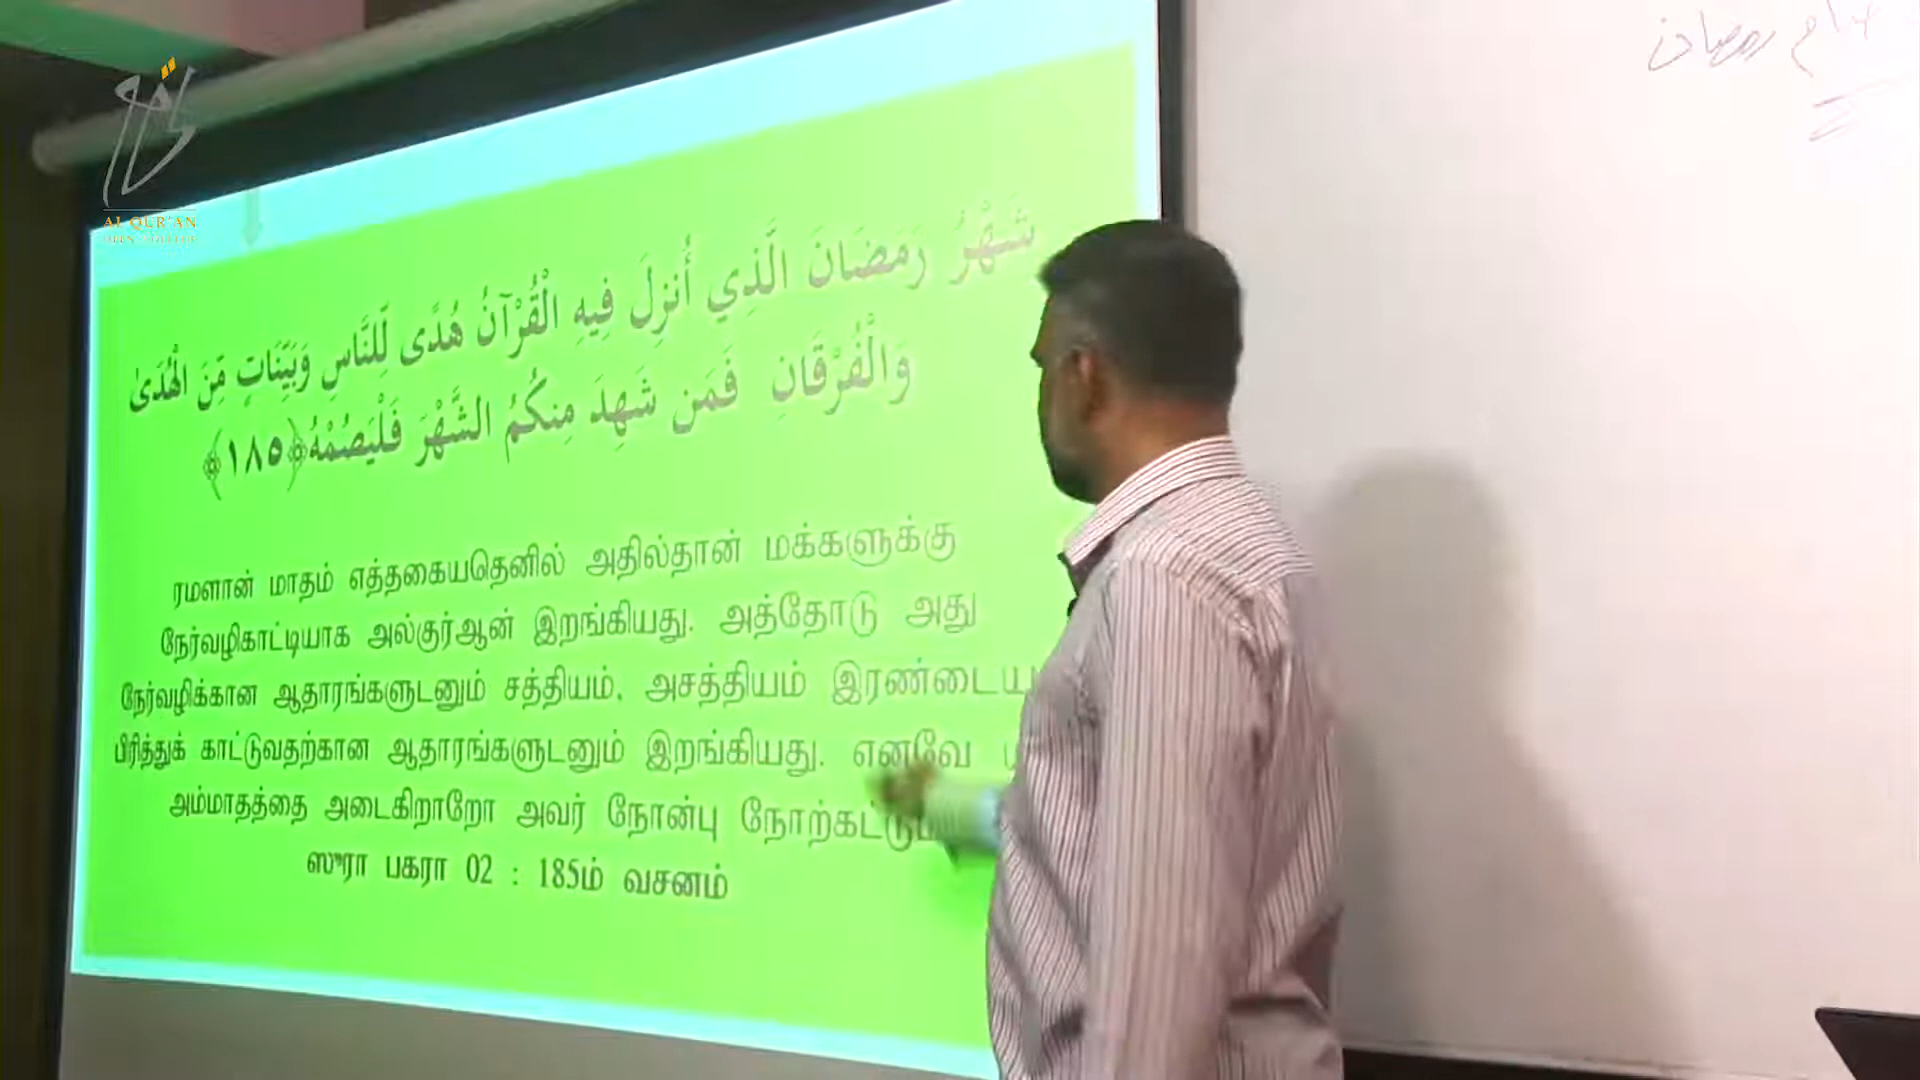 AL QUR'AN
صيام رمضان
شَهْرُ رَمَضَانَ الَّذِي أُنزِلَ فِيهِ الْقُرْآنُ هُدًى لِّلنَّاسِ وَبَيِّنَاتٍ مِّنَ الْهُدَىٰ
وَالْفُرْقَانِ فَمَن شَهِدَ مِنكُمُ الشَّهْرَ فَلْيَصُمْهُ ﴿١٨٥﴾
ரமளான் மாதம் எத்தகையதெனில் அதில்தான் மக்களுக்கு
நேர்வழிகாட்டியாக அல்குர்ஆன் இறங்கியது. அத்தோடு அது
நேர்வழிக்கான ஆதாரங்களுடனும் சத்தியம், அசத்தியம் இரண்டைய
பிரித்துக் காட்டுவதற்கான ஆதாரங்களுடனும் இறங்கியது. எனவே
அம்மாதத்தை அடைகிறாறோ அவர் நோன்பு நோற்கட்டும்
ஸுரா பகரா 02 : 185ம் வசனம்